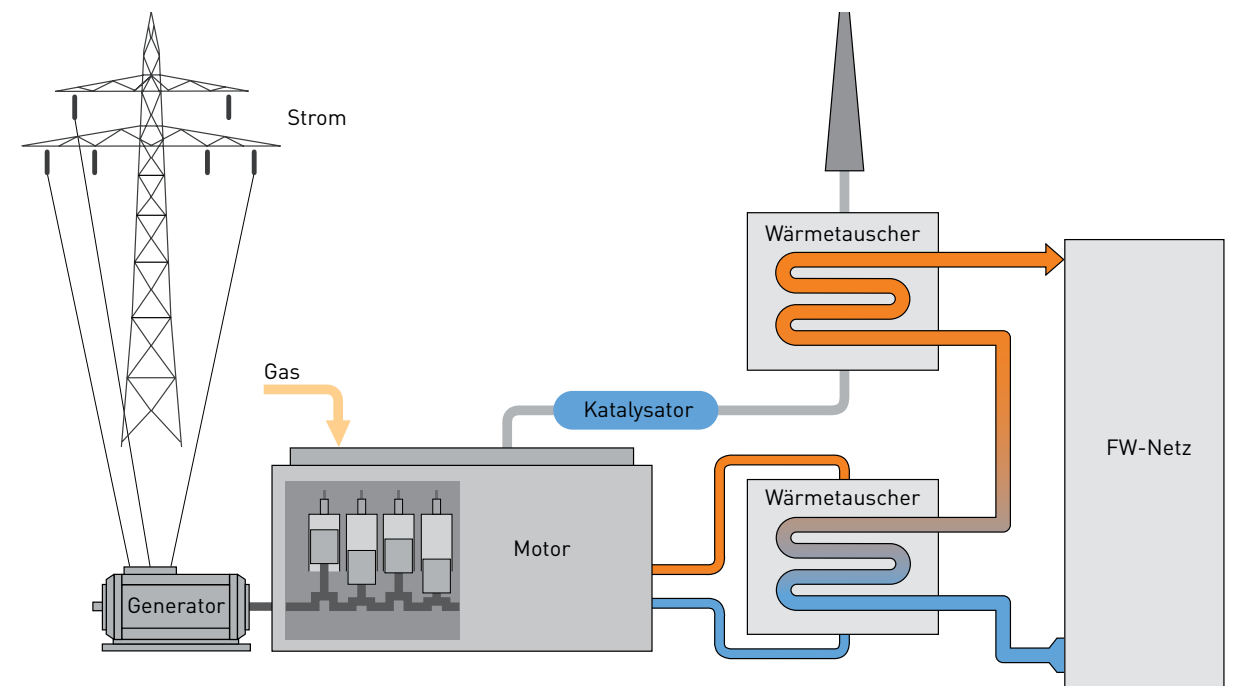 Strom
Wärmetauscher
Gas
Katalysator
FW-Netz
Wärmetauscher
Motor
Generator